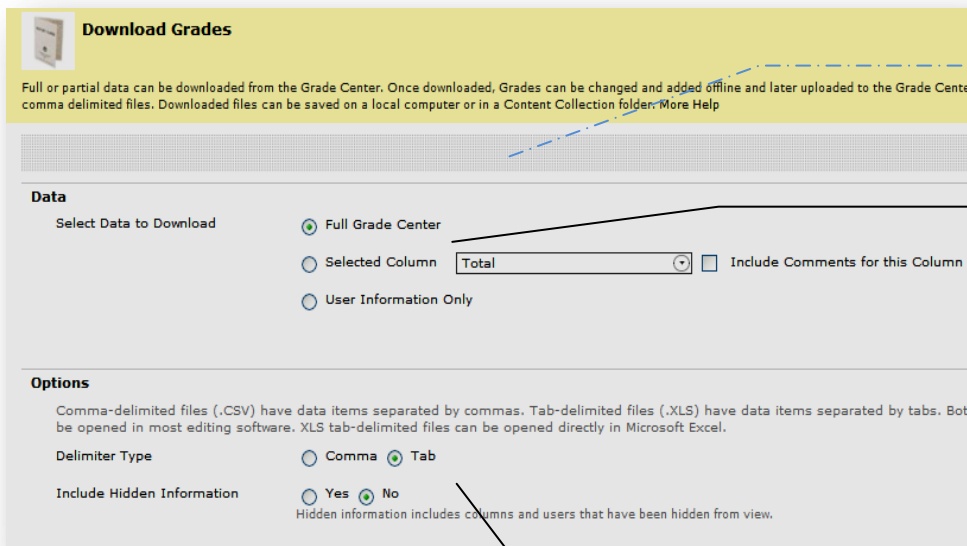 Download Grades
Full or partial data can be downloaded from the Grade Center. Once downloaded, Grades can be changed and added offline and later uploaded to the Grade Cente
comma delimited files. Downloaded files can be saved on a local computer or in a Content Collection folder. More Help
Data
Select Data to Download
Full Grade Center
Selected Column Total Include Comments for this Column
User Information Only
Options
Comma-delimited files (.CSV) have data items separated by commas. Tab-delimited files (.XLS) have data items separated by tabs. Bot
be opened in most editing software. XLS tab-delimited files can be opened directly in Microsoft Excel.
Delimiter Type Comma Tab
Include Hidden Information Yes No
Hidden information includes columns and users that have been hidden from view.